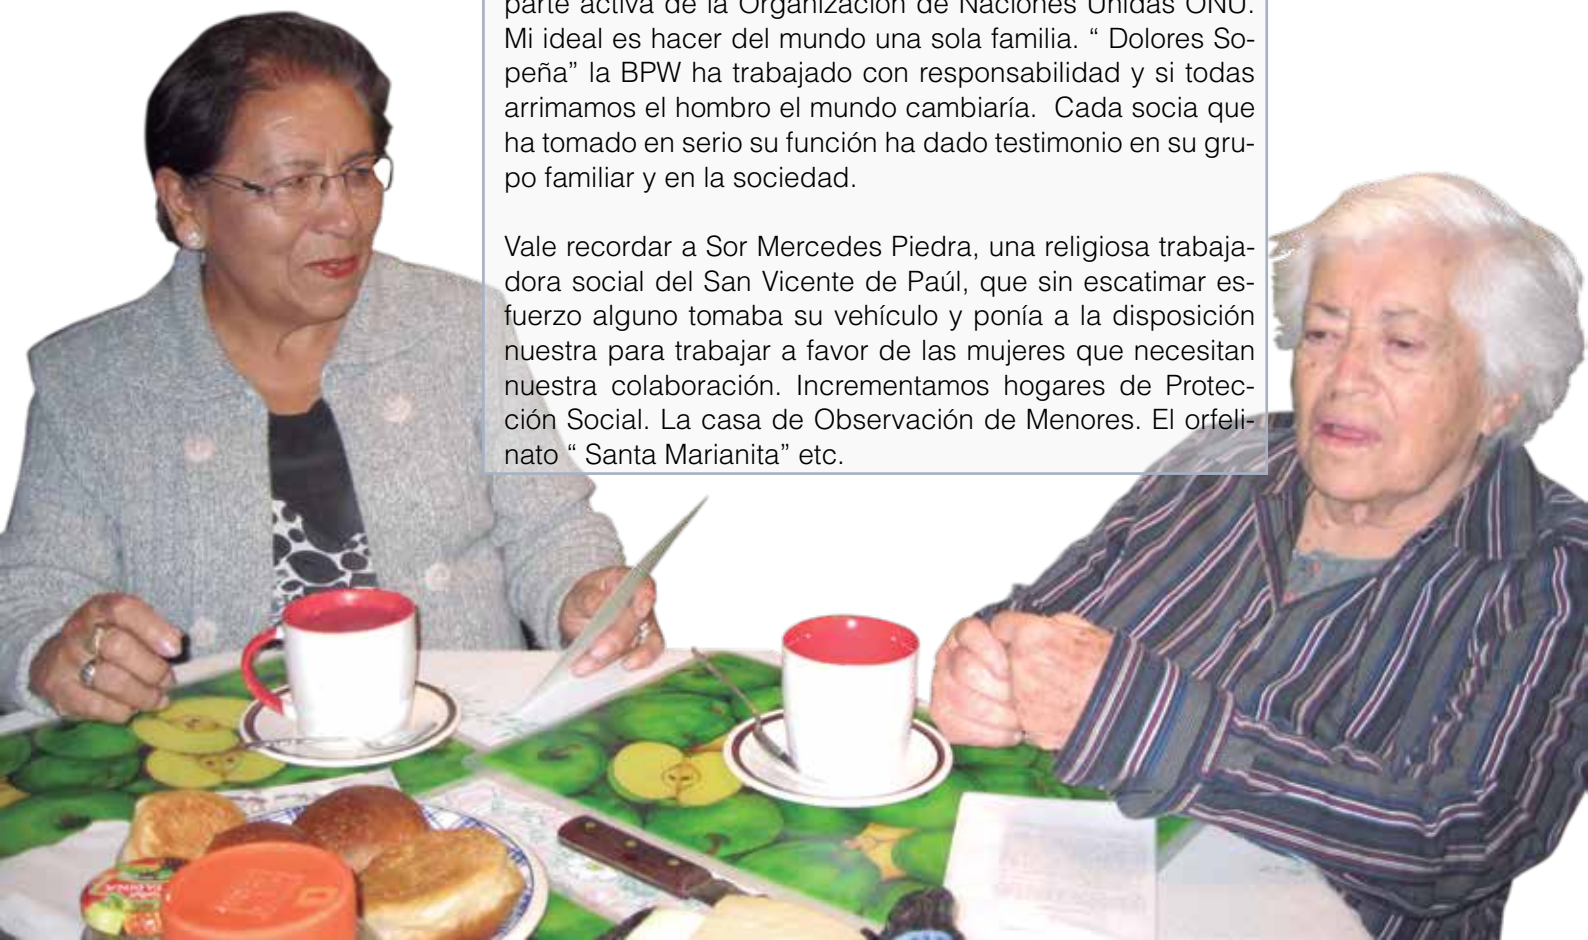 parte activa de la Organización de Naciones Unidas ONU.
Mi ideal es hacer del mundo una sola familia. “ Dolores So-
peña” la BPW ha trabajado con responsabilidad y si todas
arrimamos el hombro el mundo cambiaría. Cada socia que
ha tomado en serio su función ha dado testimonio en su gru-
po familiar y en la sociedad.
Vale recordar a Sor Mercedes Piedra, una religiosa trabaja-
dora social del San Vicente de Paúl, que sin escatimar es-
fuerzo alguno tomaba su vehículo y ponía a la disposición
nuestra para trabajar a favor de las mujeres que necesitan
nuestra colaboración. Incrementamos hogares de Protec-
ción Social. La casa de Observación de Menores. El orfeli-
nato “ Santa Marianita” etc.